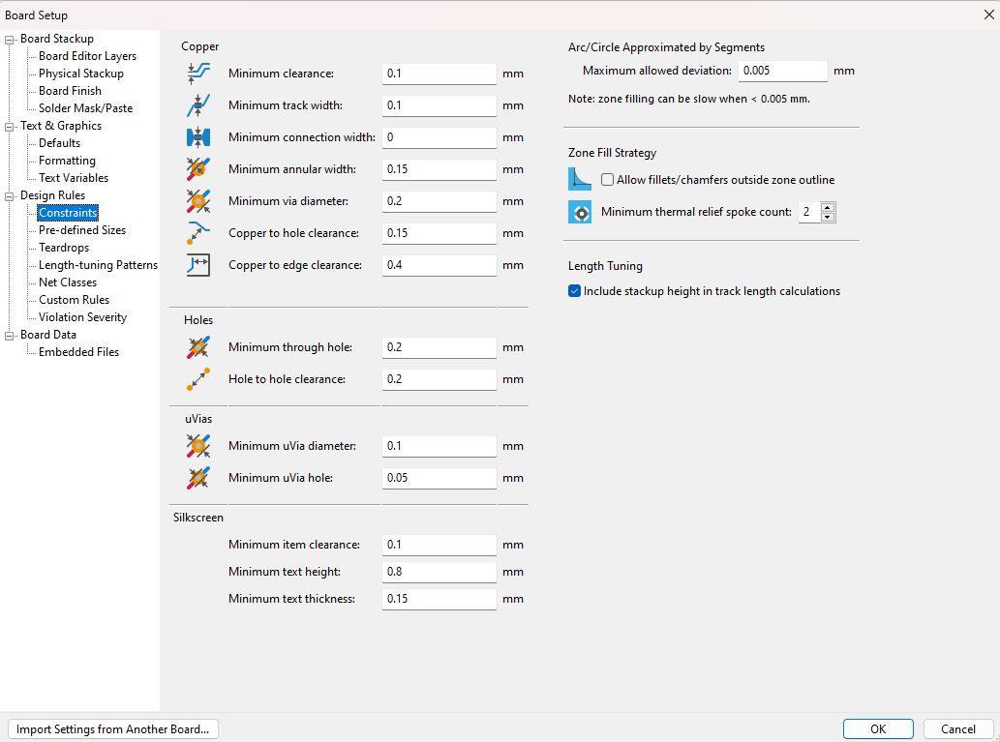 Board Setup
Board Stackup
Board Editor Layers
Physical Stackup
Board Finish
Solder Mask/Paste
Text & Graphics
Defaults
Formatting
Text Variables
Design Rules
Constraints
Pre-defined Sizes
Teardrops
Length-tuning Patterns
Net Classes
Custom Rules
Violation Severity
Board Data
Embedded Files
Copper
Minimum clearance: 0.1 mm
Minimum track width: 0.1 mm
Minimum connection width: 0 mm
Minimum annular width: 0.15 mm
Minimum via diameter: 0.2 mm
Copper to hole clearance: 0.15 mm
Copper to edge clearance: 0.4 mm
Holes
Minimum through hole: 0.2 mm
Hole to hole clearance: 0.2 mm
uVias
Minimum uVia diameter: 0.1 mm
Minimum uVia hole: 0.05 mm
Silkscreen
Minimum item clearance: 0.1 mm
Minimum text height: 0.8 mm
Minimum text thickness: 0.15 mm
Arc/Circle Approximated by Segments
Maximum allowed deviation: 0.005 mm
Note: zone filling can be slow when < 0.005 mm.
Zone Fill Strategy
Allow fillets/chamfers outside zone outline
Minimum thermal relief spoke count: 2
Length Tuning
Include stackup height in track length calculations
Import Settings from Another Board...
OK
Cancel